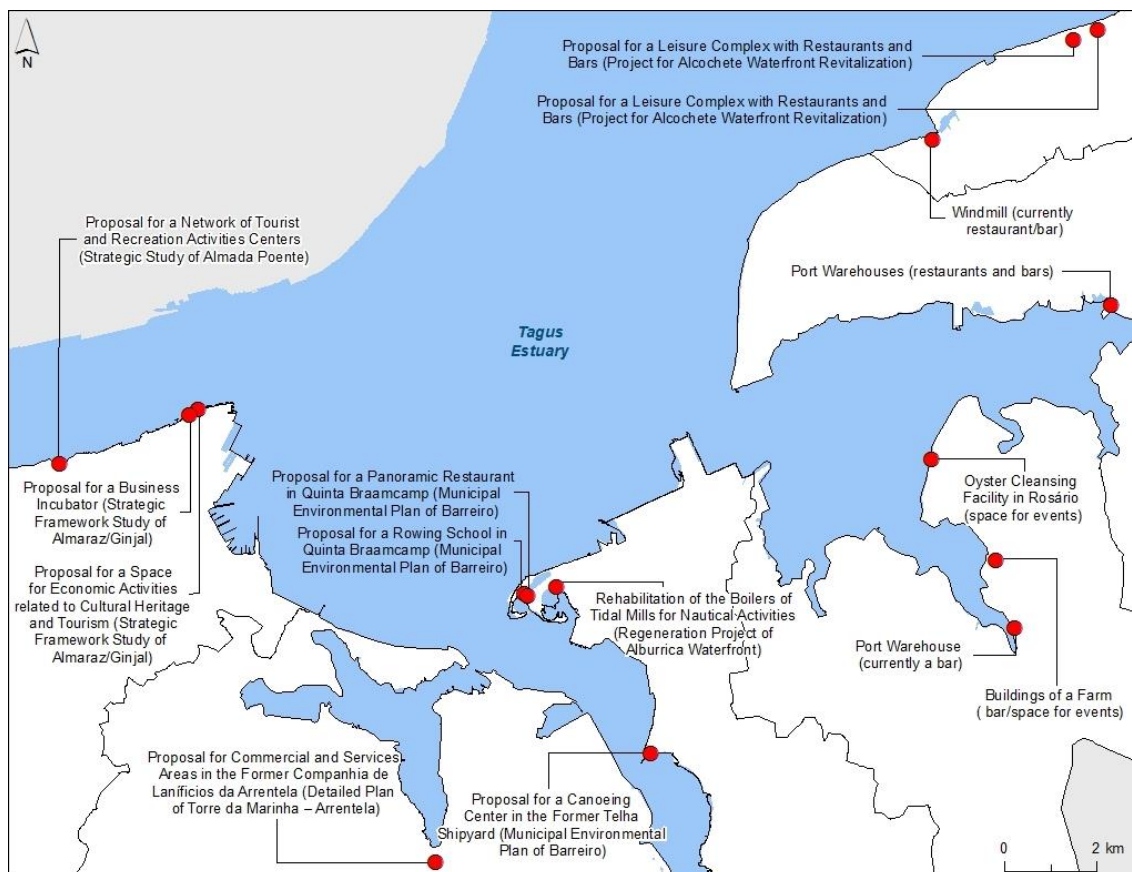 N
Proposal for a Leisure Complex with Restaurants and
Bars (Project for Alcochete Waterfront Revitalization)
Proposal for a Leisure Complex with Restaurants and
Bars (Project for Alcochete Waterfront Revitalization)
Windmill (currently
restaurant/bar)
Proposal for a Network of Tourist
and Recreation Activities Centers
(Strategic Study of Almada Poente)
Port Warehouses (restaurants and bars)
Tagus
Estuary
Proposal for a Business
Incubator (Strategic
Framework Study of
Almaraz/Ginjal)
Proposal for a Space
for Economic Activities
related to Cultural Heritage
and Tourism (Strategic
Framework Study of
Almaraz/Ginjal)
Proposal for a Panoramic Restaurant
in Quinta Braamcamp (Municipal
Environmental Plan of Barreiro)
Proposal for a Rowing School in
Quinta Braamcamp (Municipal
Environmental Plan of Barreiro)
Oyster Cleansing
Facility in Rosário
(space for events)
Rehabilitation of the Boilers of
Tidal Mills for Nautical Activities
(Regeneration Project of
Alburrica Waterfront)
Port Warehouse
(currently a bar)
Buildings of a Farm
( bar/space for events)
Proposal for Commercial and Services
Areas in the Former Companhia de
Lanifícios da Arrentela (Detailed Plan
of Torre da Marinha – Arrentela)
Proposal for a Canoeing
Center in the Former Telha
Shipyard (Municipal Environmental
Plan of Barreiro)
0 2 km